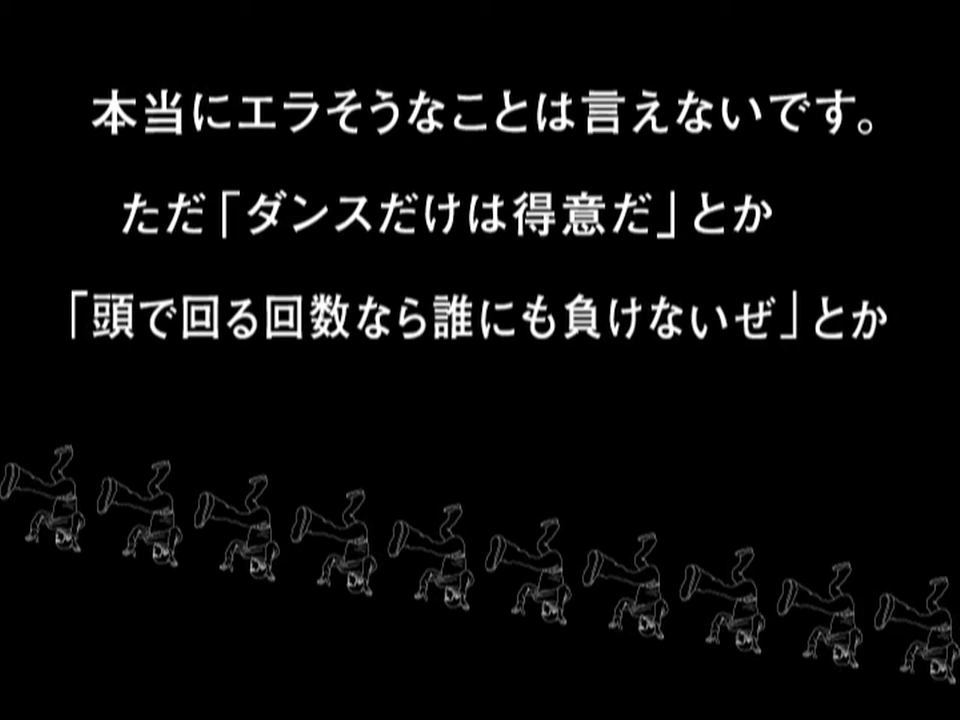 本当にエラそうなことは言えないです。
ただ「ダンスだけは得意だ」とか
「頭で回る回数なら誰にも負けないぜ」とか